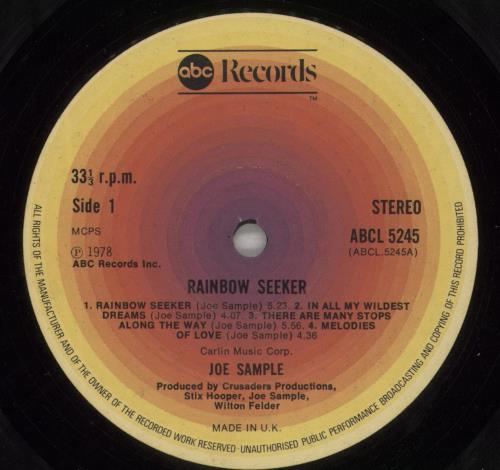 abc Records
™
33⅓ r.p.m.
Side 1
STEREO
MCPS
ABCL 5245
℗ 1978
(ABCL.5245A)
ABC Records Inc.
RAINBOW SEEKER
1. RAINBOW SEEKER (Joe Sample) 5.23. 2. IN ALL MY WILDEST
DREAMS (Joe Sample) 4.07. 3. THERE ARE MANY STOPS
ALONG THE WAY (Joe Sample) 5.56. 4. MELODIES
OF LOVE (Joe Sample) 4.36
Carlin Music Corp.
JOE SAMPLE
Produced by Crusaders Productions,
Stix Hooper, Joe Sample,
Wilton Felder
MADE IN U.K.
ALL RIGHTS OF THE MANUFACTURER AND OF THE OWNER OF THE RECORDED WORK RESERVED·UNAUTHORISED PUBLIC PERFORMANCE BROADCASTING AND COPYING OF THIS RECORD PROHIBITED